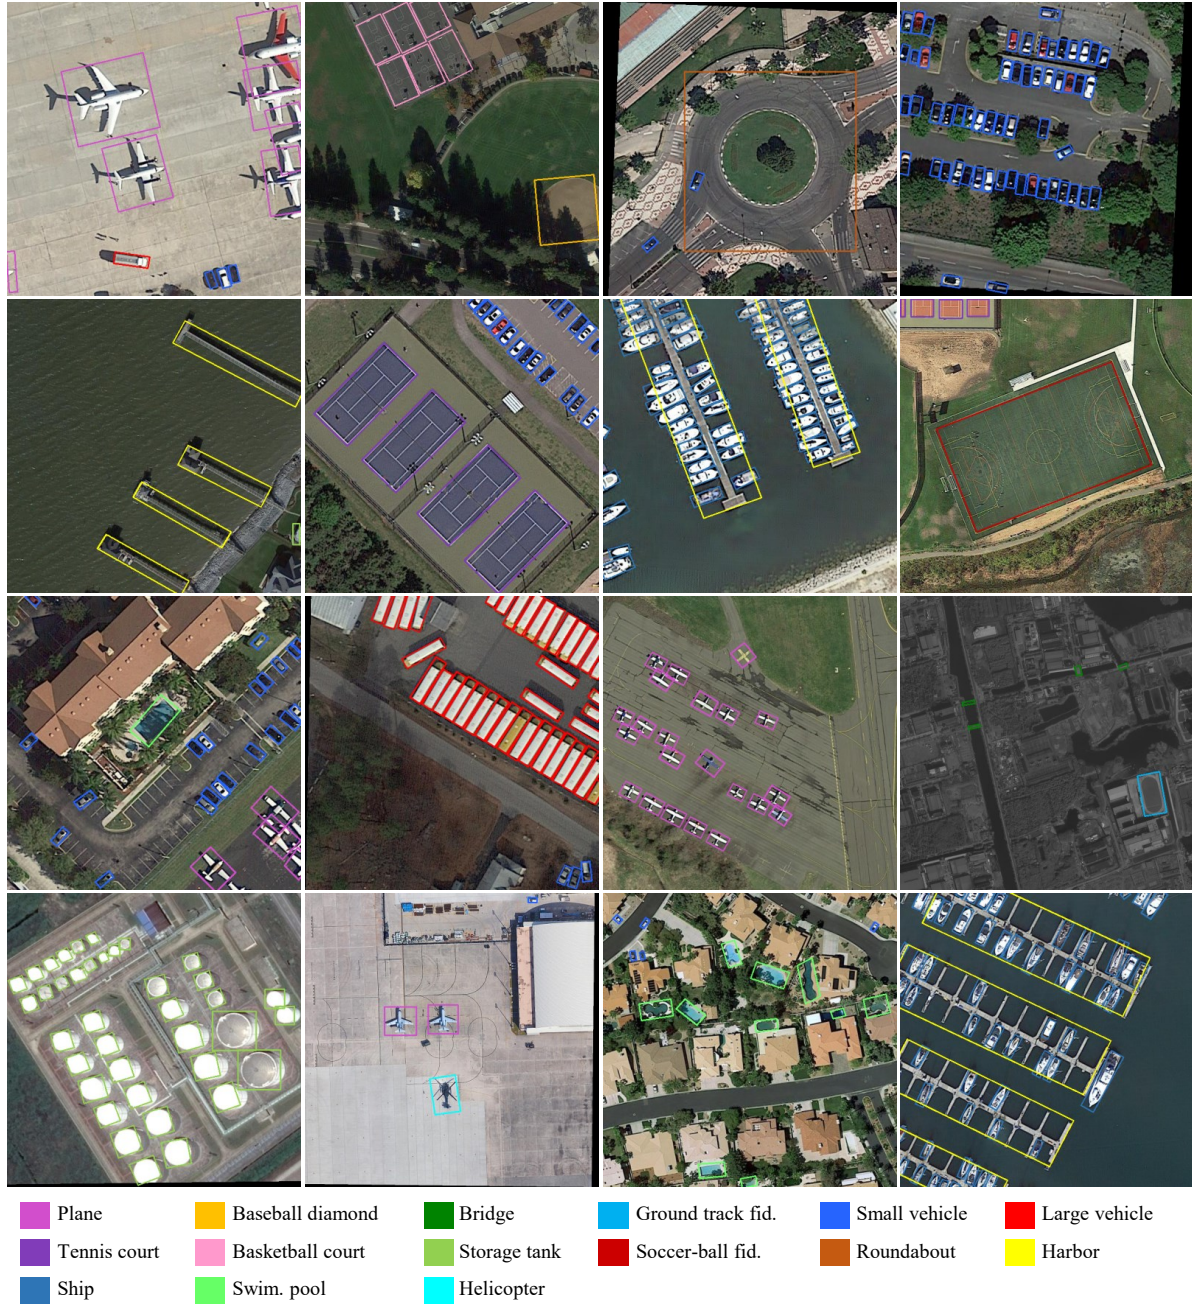 Plane Baseball diamond Bridge Ground track fid. Small vehicle Large vehicle
Tennis court Basketball court Storage tank Soccer-ball fid. Roundabout Harbor
Ship Swim. pool Helicopter